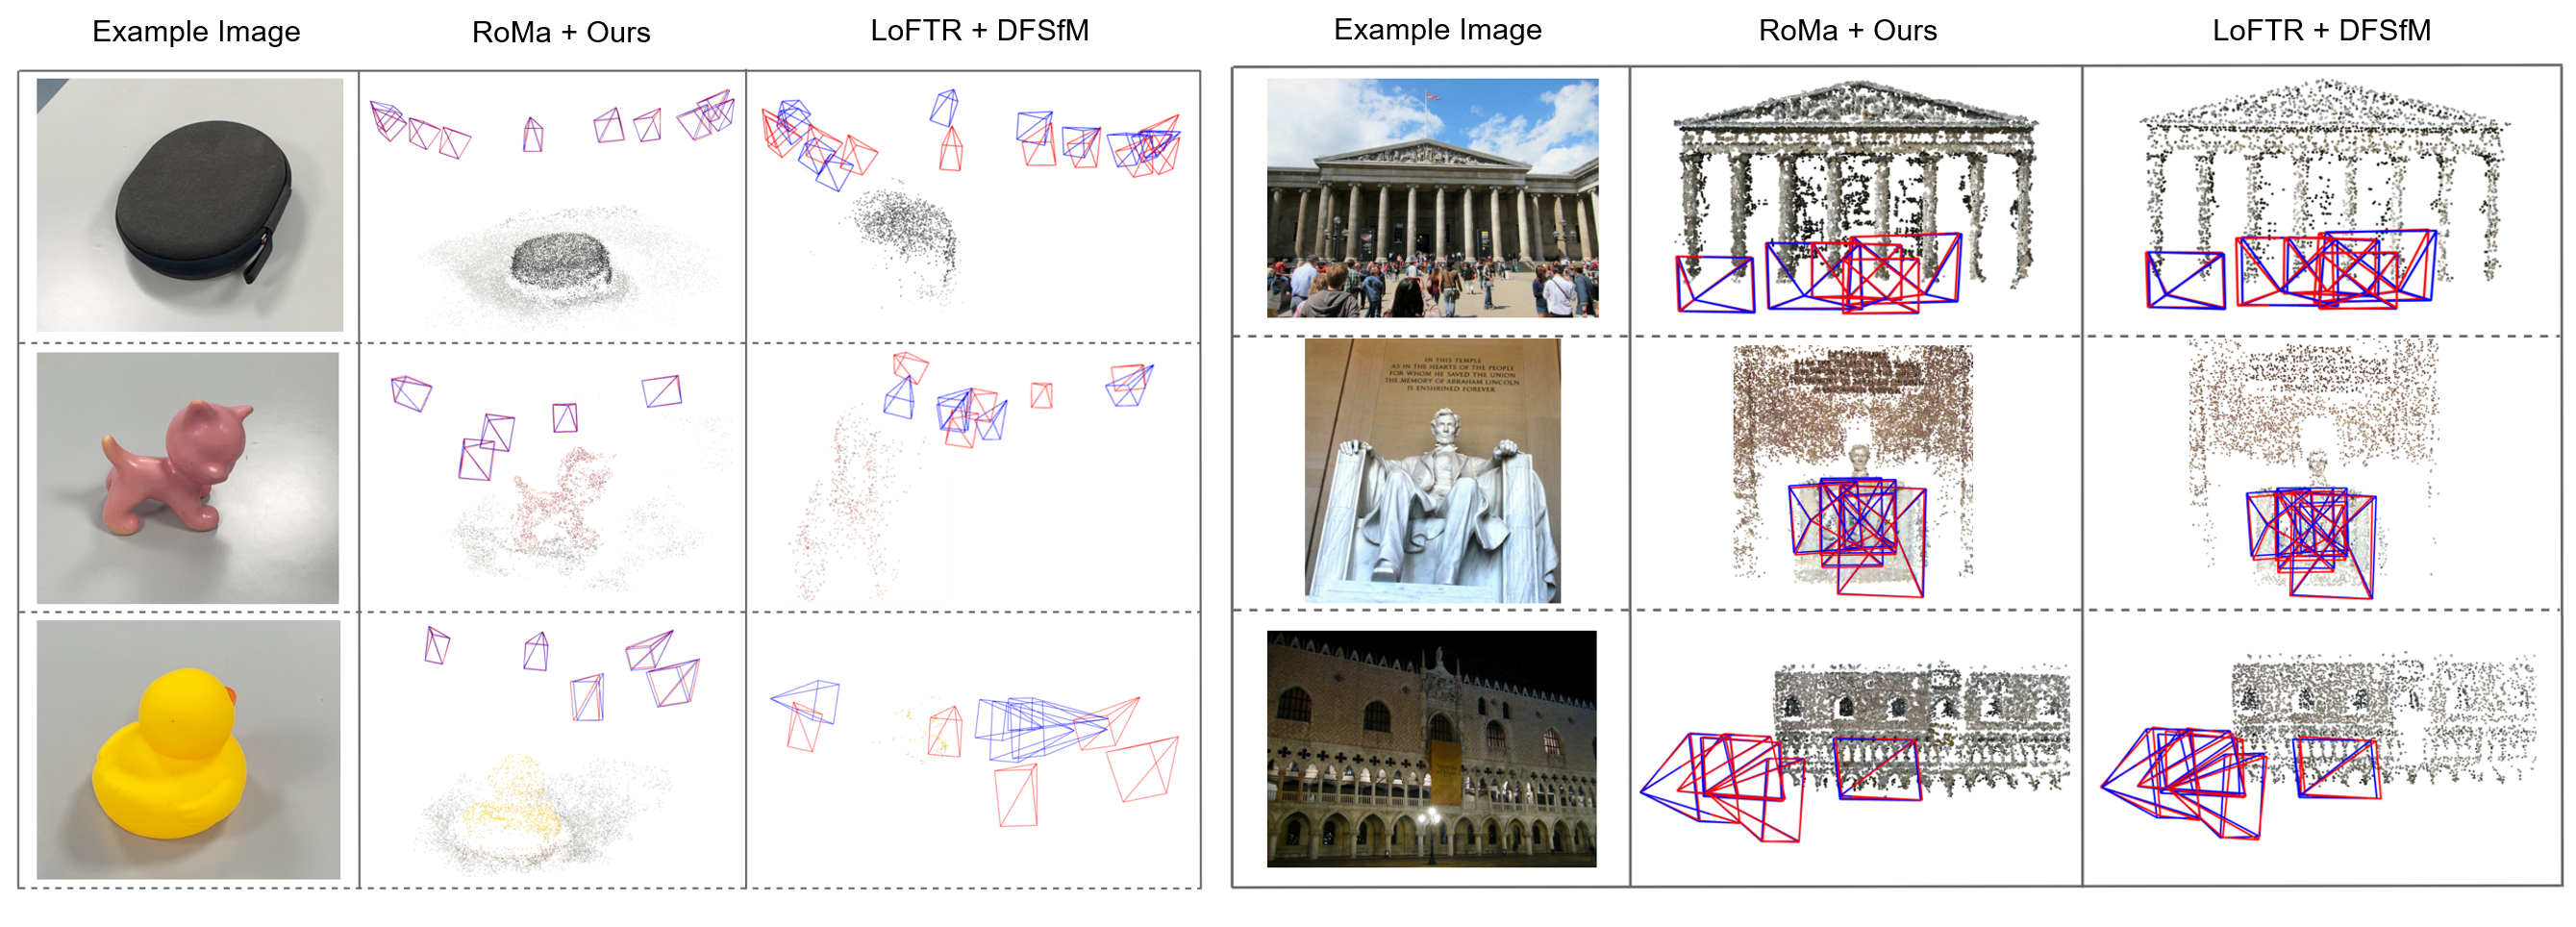 Example Image
RoMa + Ours
LoFTR + DFSfM
Example Image
RoMa + Ours
LoFTR + DFSfM
IN THIS TEMPLE
AS IN THE HEARTS OF THE PEOPLE
FOR WHOM HE SAVED THE UNION
THE MEMORY OF ABRAHAM LINCOLN
IS ENSHRINED FOREVER